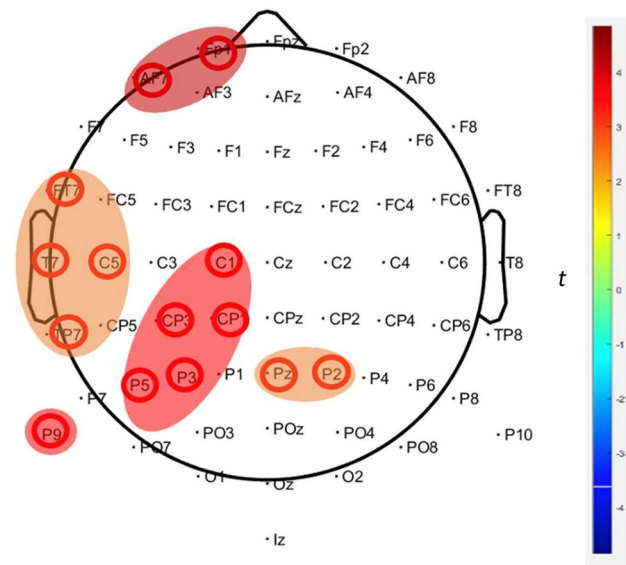 Fp1 Fpz Fp2
AF7 AF3 AFz AF4 AF8
F7 F5 F3 F1 Fz F2 F4 F6 F8
FT7 FC5 FC3 FC1 FCz FC2 FC4 FC6 FT8
T7 C5 C3 C1 Cz C2 C4 C6 T8
TP7 CP5 CP3 CP1 CPz CP2 CP4 CP6 TP8
P9 P7 P5 P3 P1 Pz P2 P4 P6 P8 P10
PO7 PO3 POz PO4 PO8
O1 Oz O2
Iz
4
3
2
1
0
-1
-2
-3
-4
t